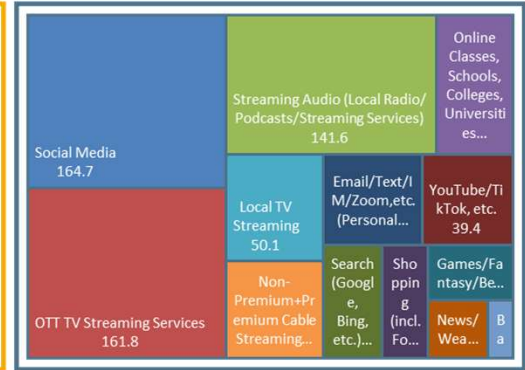 Social Media
164.7
OTT TV Streaming Services
161.8
Streaming Audio (Local Radio/
Podcasts/Streaming Services)
141.6
Online
Classes,
Schools,
Colleges,
Universiti
es...
Local TV
Streaming
50.1
Email/Text/I
M/Zoom,etc.
(Personal...
YouTube/Ti
kTok, etc.
39.4
Non-
Premium+Pr
emium Cable
Streaming...
Search
(Googl
e,
Bing,
etc.)...
Sho
ppin
g
(incl.
Fo...
Games/Fa
ntasy/Be...
News/
Wea...
B
a